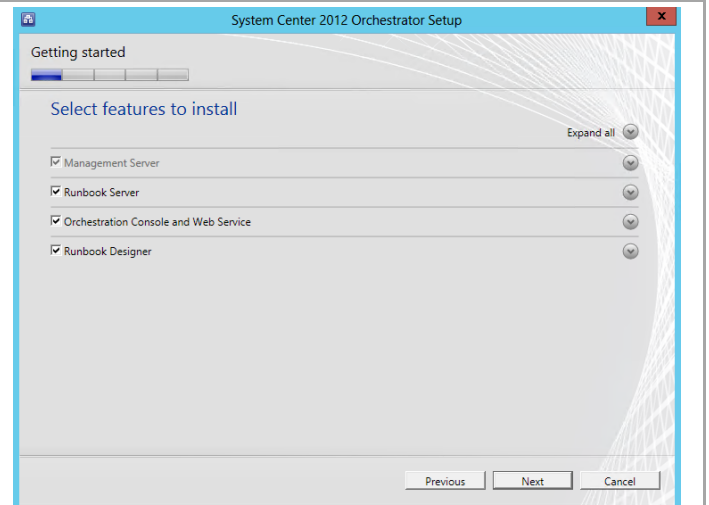 System Center 2012 Orchestrator Setup
x
Getting started
Select features to install
Expand all
Management Server
Runbook Server
Orchestration Console and Web Service
Runbook Designer
Previous Next Cancel